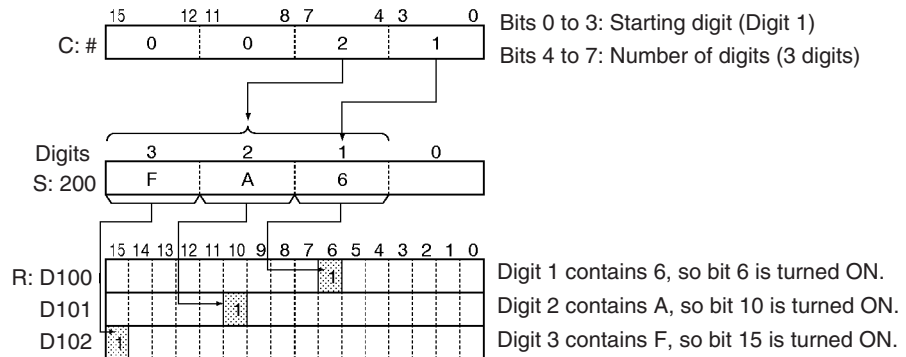 15 12 11 8 7 4 3 0
Bits 0 to 3: Starting digit (Digit 1)
C: # 0 0 2 1
Bits 4 to 7: Number of digits (3 digits)
Digits 3 2 1 0
S: 200 F A 6
15 14 13 12 11 10 9 8 7 6 5 4 3 2 1 0
R: D100 1 Digit 1 contains 6, so bit 6 is turned ON.
D101 1 Digit 2 contains A, so bit 10 is turned ON.
D102 1 Digit 3 contains F, so bit 15 is turned ON.